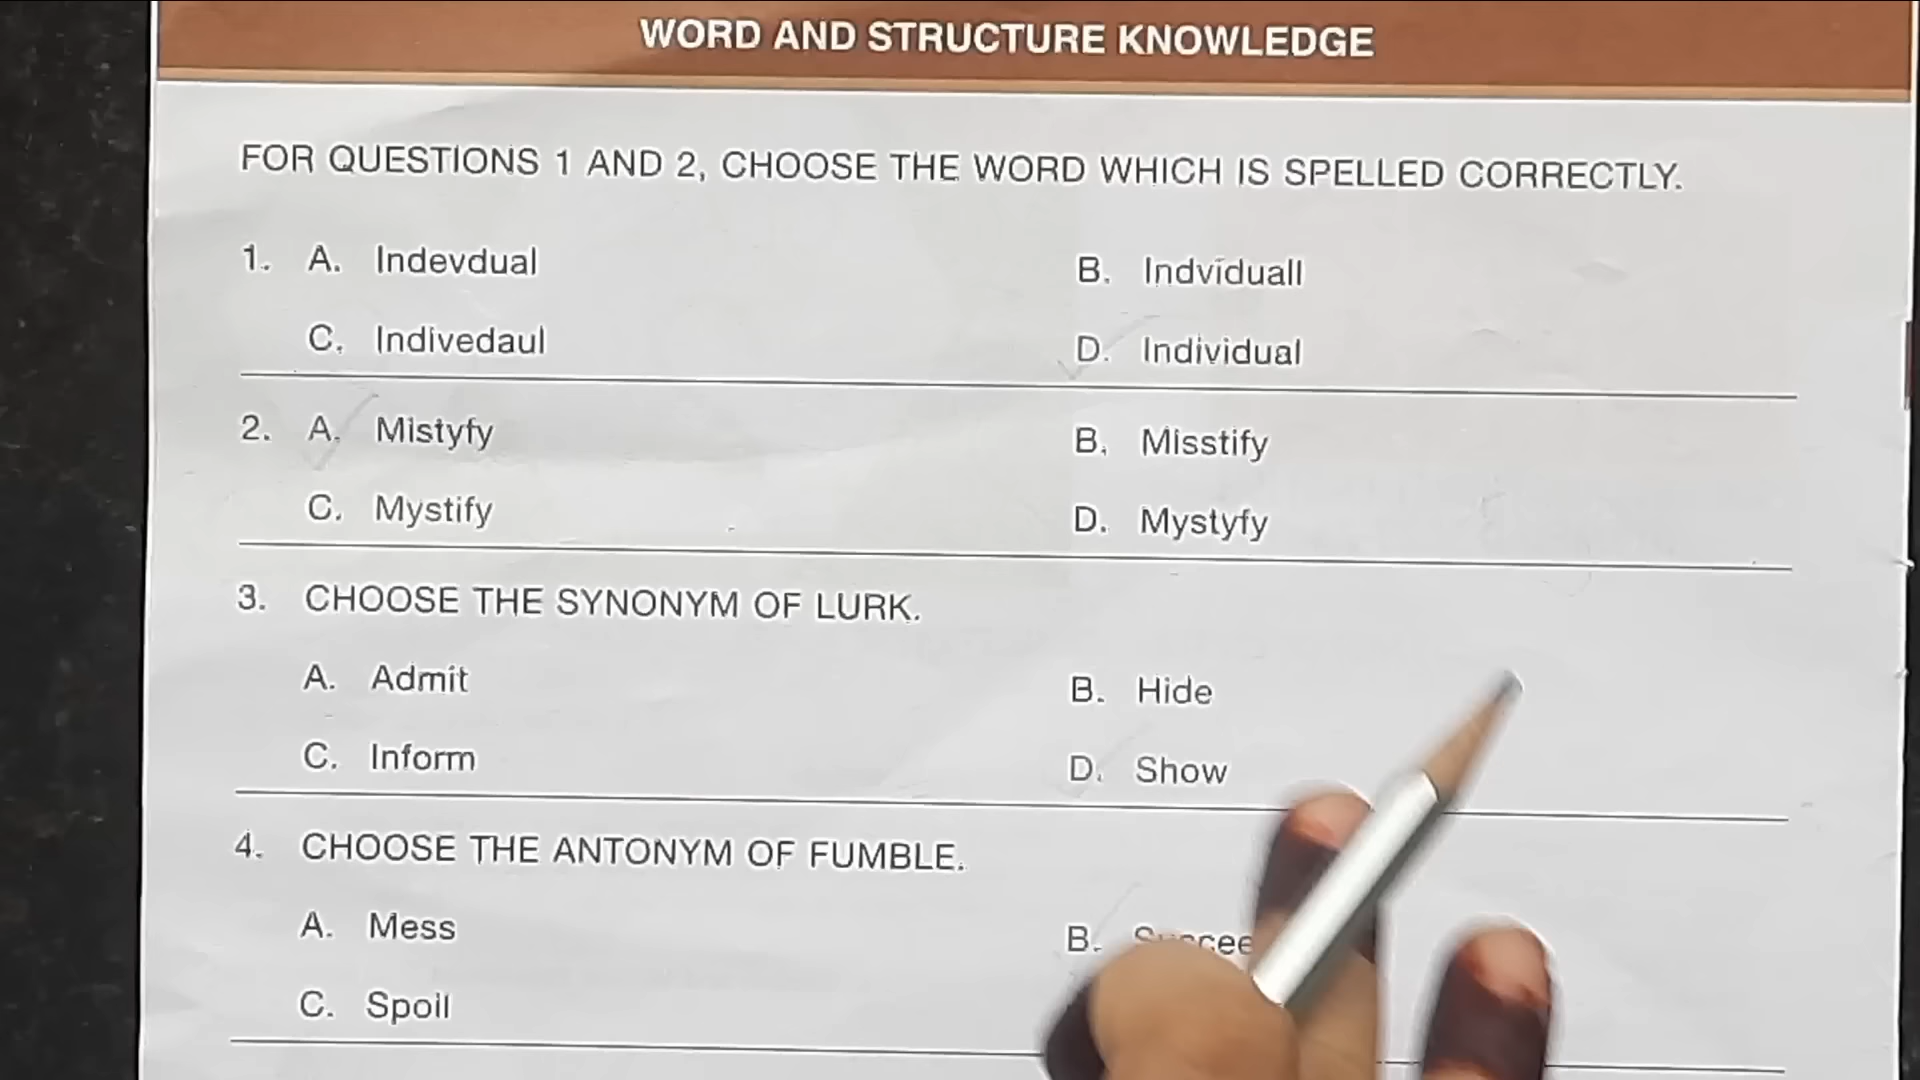 WORD AND STRUCTURE KNOWLEDGE
FOR QUESTIONS 1 AND 2, CHOOSE THE WORD WHICH IS SPELLED CORRECTLY.
1. A. Indevdual B. Indviduall
C. Indivedaul D. Individual
2. A. Mistyfy B. Misstify
C. Mystify D. Mystyfy
3. CHOOSE THE SYNONYM OF LURK.
A. Admit B. Hide
C. Inform D. Show
4. CHOOSE THE ANTONYM OF FUMBLE.
A. Mess B.
C. Spoil